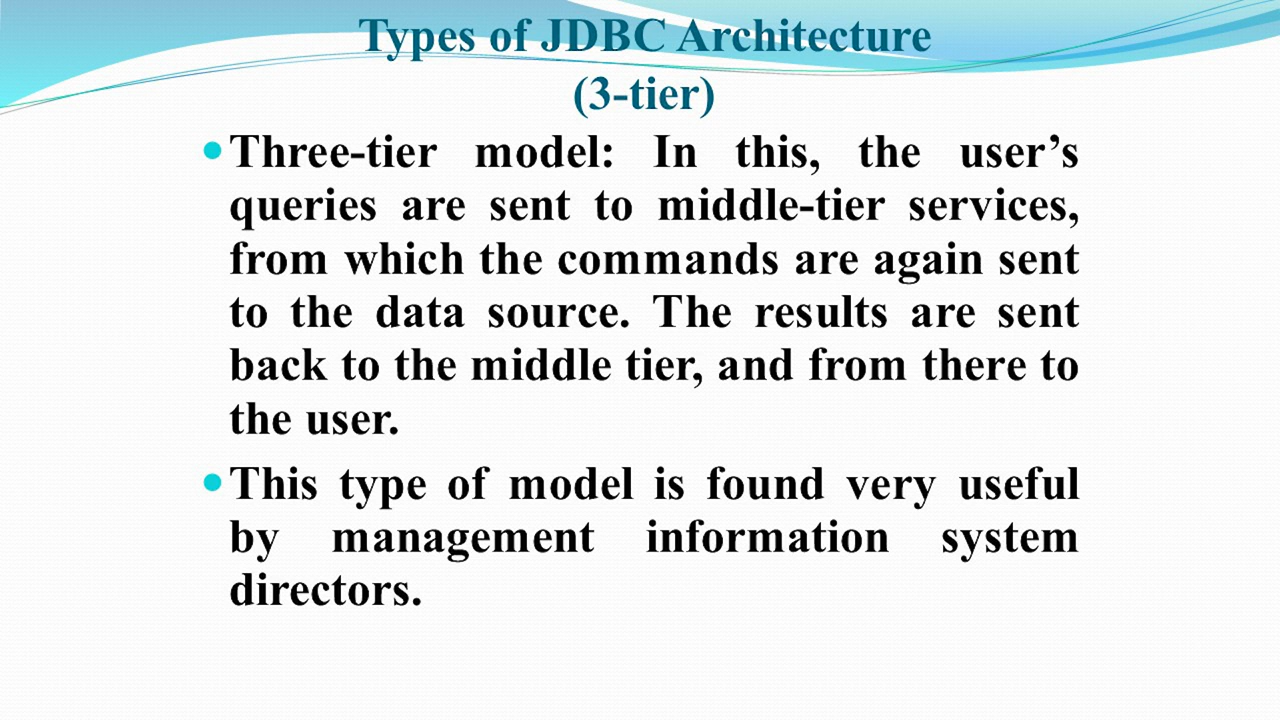 Types of JDBC Architecture
(3-tier)
Three-tier model: In this, the user’s
queries are sent to middle-tier services,
from which the commands are again sent
to the data source. The results are sent
back to the middle tier, and from there to
the user.
This type of model is found very useful
by management information system
directors.